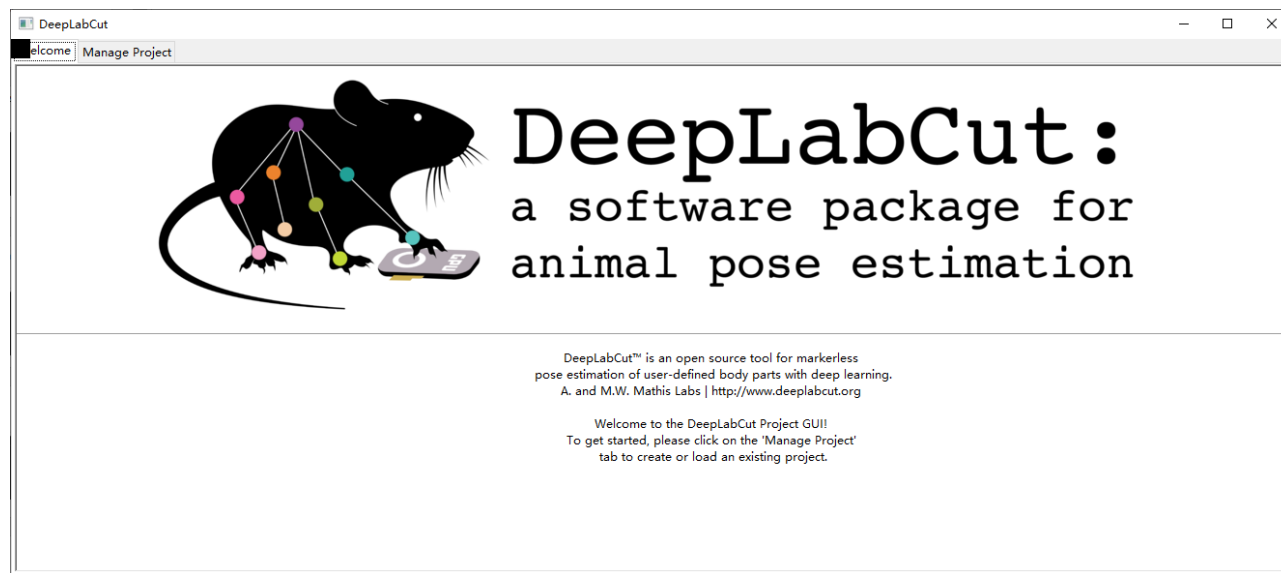 DeepLabCut
elcome Manage Project
DeepLabCut:
a software package for
animal pose estimation
GPU
DeepLabCut™ is an open source tool for markerless
pose estimation of user-defined body parts with deep learning.
A. and M.W. Mathis Labs | http://www.deeplabcut.org
Welcome to the DeepLabCut Project GUI!
To get started, please click on the 'Manage Project'
tab to create or load an existing project.